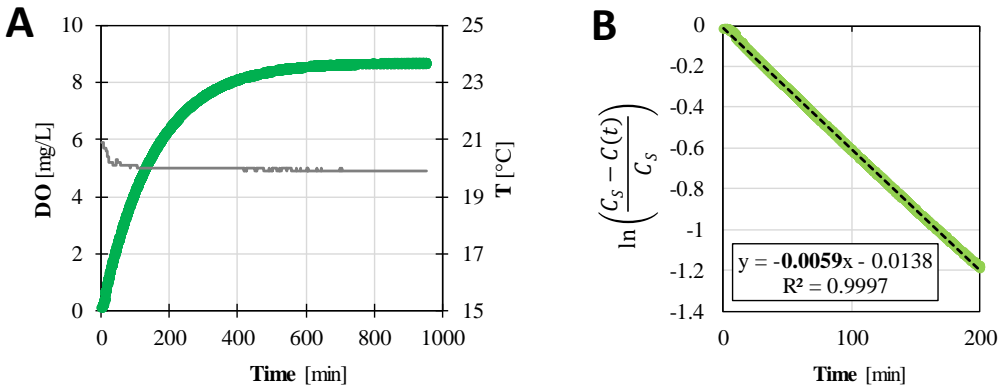 A
10
8
6
4
2
0
DO [mg/L]
25
23
21
19
17
15
T [°C]
0 200 400 600 800 1000
Time [min]
B
0
-0.2
-0.4
-0.6
-0.8
-1
-1.2
-1.4
ln((C_S − C(t))/C_S)
y = -0.0059x - 0.0138
R² = 0.9997
0 100 200
Time [min]